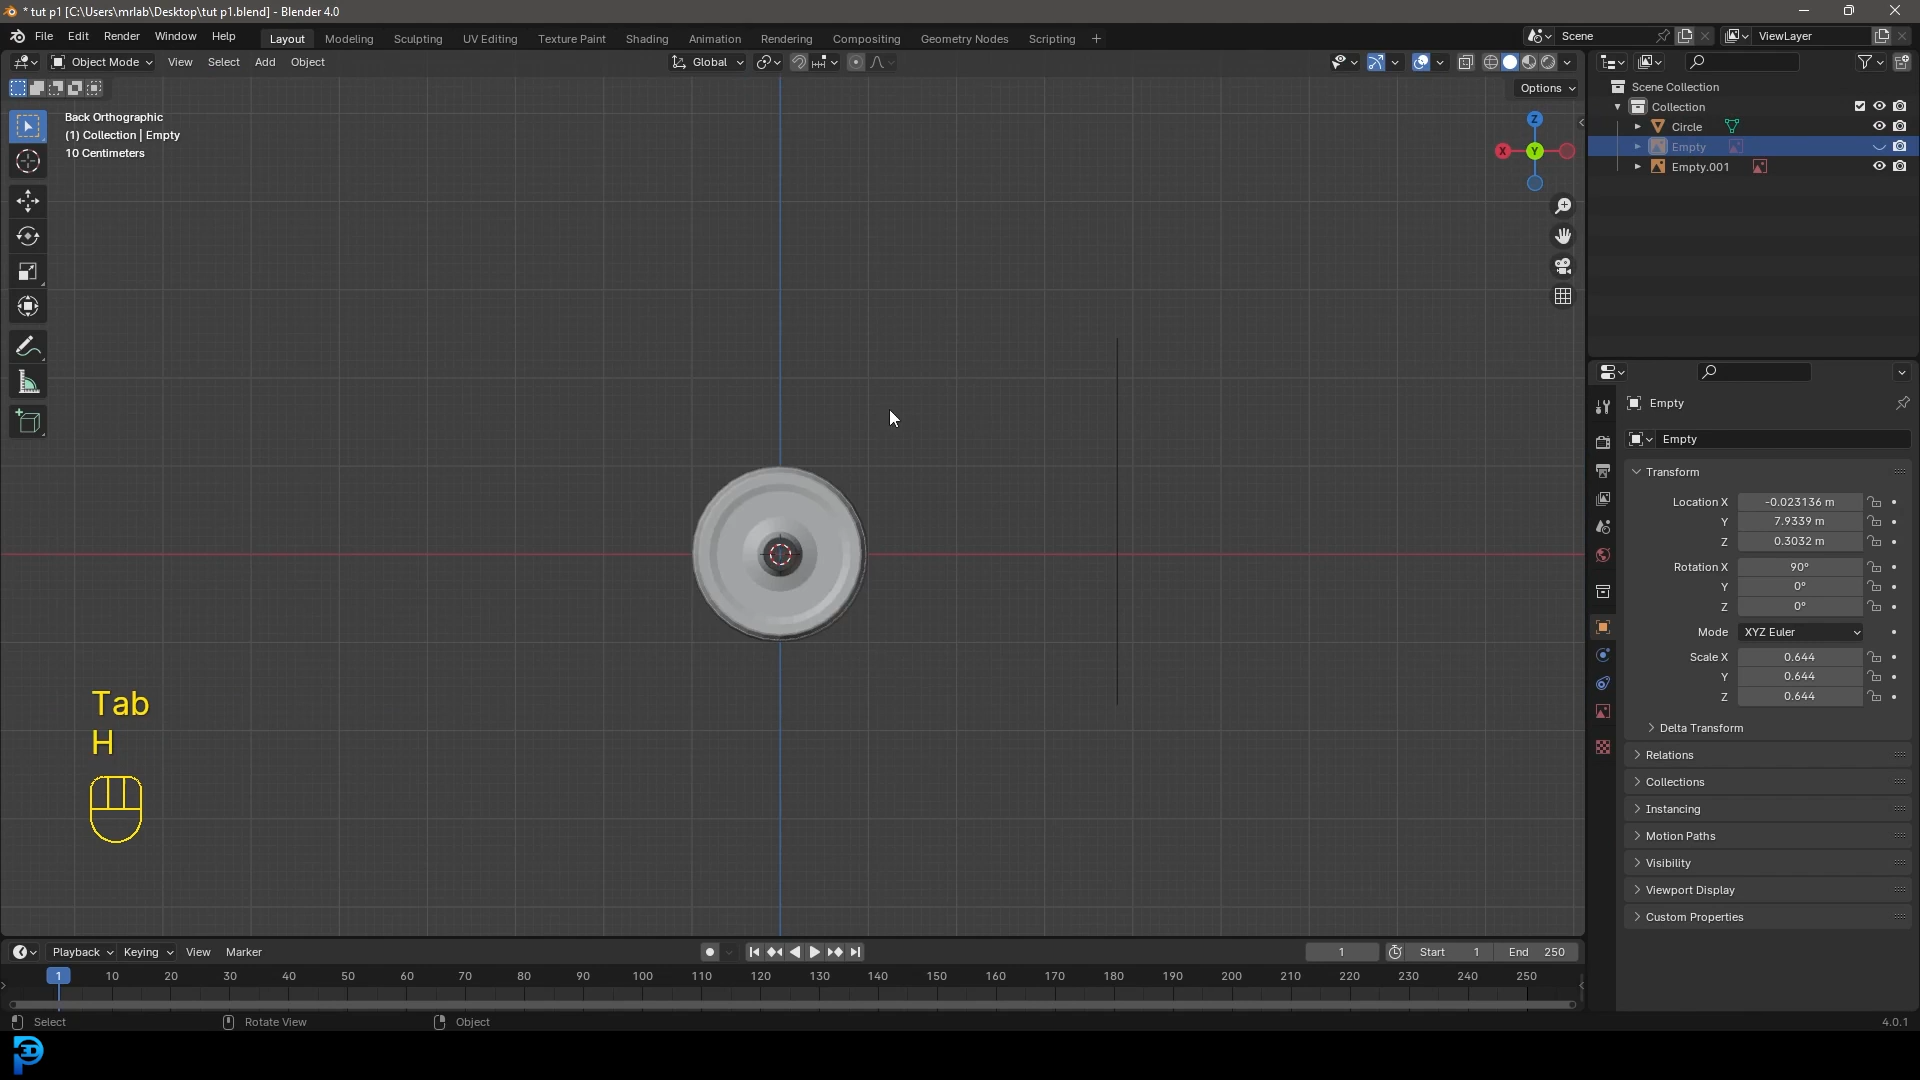 * tut p1 [C:\Users\mrlab\Desktop\tut p1.blend] - Blender 4.0
File Edit Render Window Help Layout Modeling Sculpting UV Editing Texture Paint Shading Animation Rendering Compositing Geometry Nodes Scripting + Scene ViewLayer
Object Mode View Select Add Object Global
Options
Back Orthographic
(1) Collection | Empty
10 Centimeters
Z
X Y
Scene Collection
Collection
Circle
Empty
Empty.001
Empty
Empty
Transform
Location X -0.023136 m
Y 7.9339 m
Z 0.3032 m
Rotation X 90°
Y 0°
Z 0°
Mode XYZ Euler
Scale X 0.644
Y 0.644
Z 0.644
Delta Transform
Relations
Collections
Instancing
Motion Paths
Visibility
Viewport Display
Custom Properties
Tab
H
Playback Keying View Marker 1 Start 1 End 250
1 10 20 30 40 50 60 70 80 90 100 110 120 130 140 150 160 170 180 190 200 210 220 230 240 250
Select Rotate View Object 4.0.1
3D